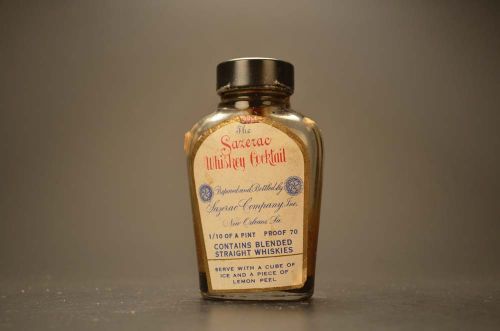 The
Sazerac
Whiskey Cocktail
Prepared and Bottled by
Sazerac Company, Inc.
New Orleans, La.
1/10 OF A PINT PROOF 70
CONTAINS BLENDED
STRAIGHT WHISKIES
SERVE WITH A CUBE OF
ICE AND A PIECE OF
LEMON PEEL